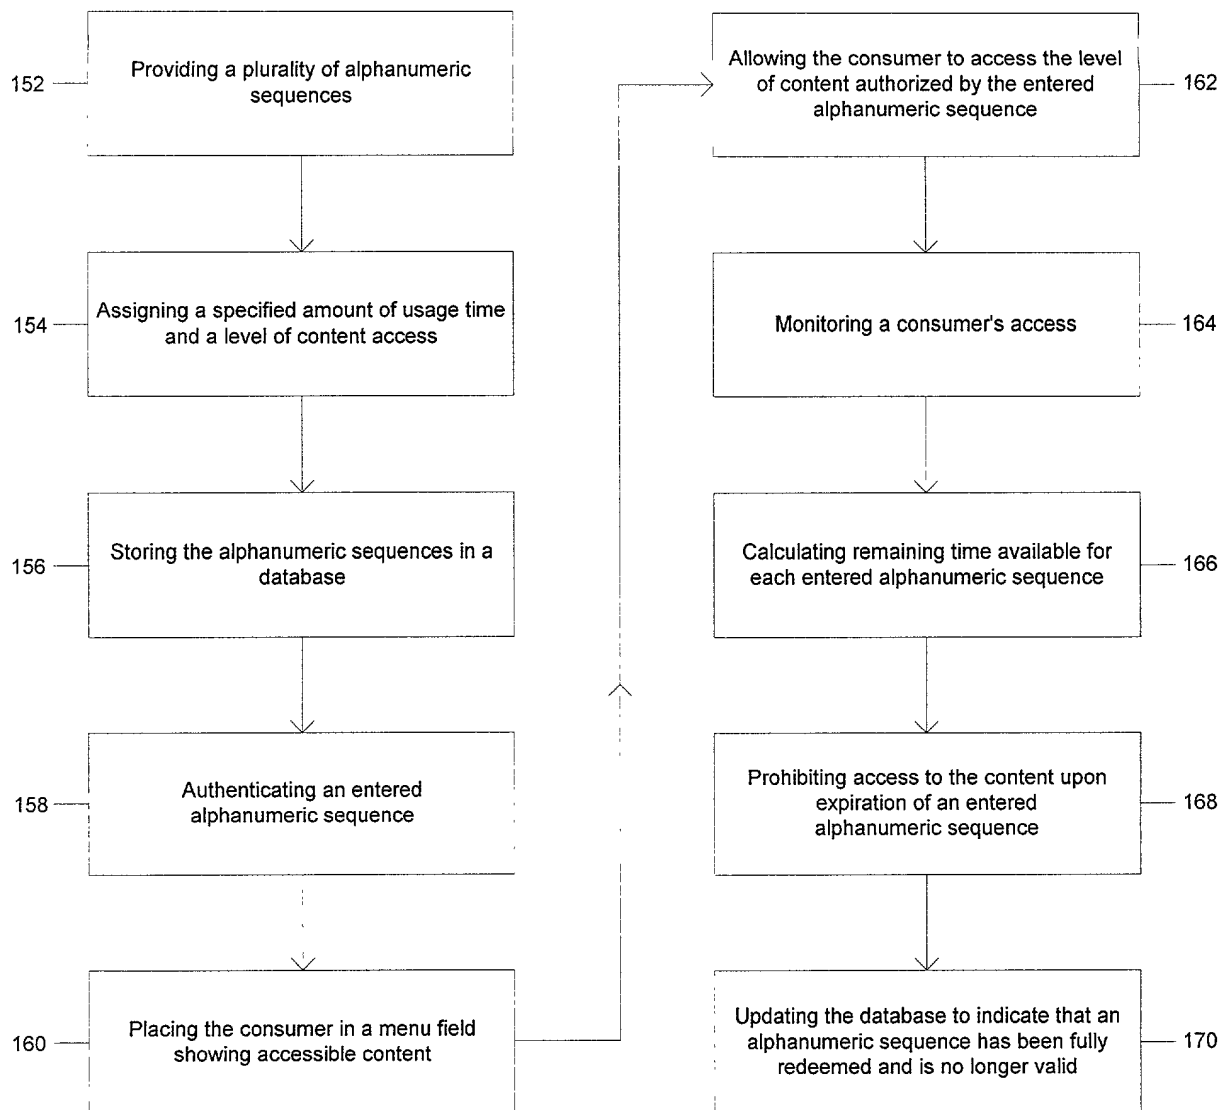 152
Providing a plurality of alphanumeric
sequences
154
Assigning a specified amount of usage time
and a level of content access
156
Storing the alphanumeric sequences in a
database
158
Authenticating an entered
alphanumeric sequence
160
Placing the consumer in a menu field
showing accessible content
Allowing the consumer to access the level
of content authorized by the entered
alphanumeric sequence
162
Monitoring a consumer's access
164
Calculating remaining time available for
each entered alphanumeric sequence
166
Prohibiting access to the content upon
expiration of an entered
alphanumeric sequence
168
Updating the database to indicate that an
alphanumeric sequence has been fully
redeemed and is no longer valid
170